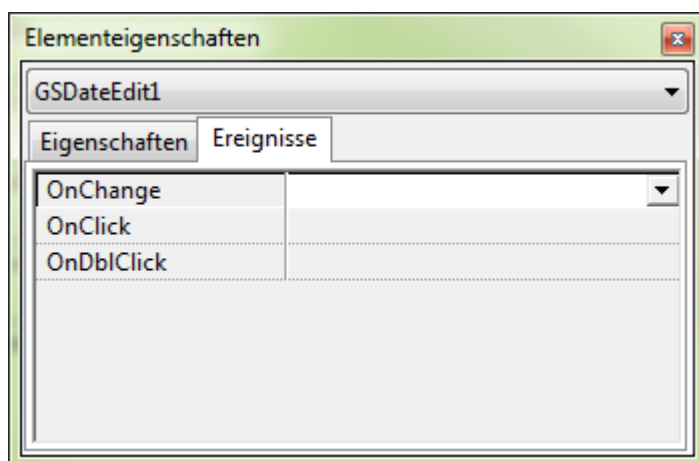 Elementeigenschaften
GSDateEdit1
Eigenschaften Ereignisse
OnChange
OnClick
OnDblClick